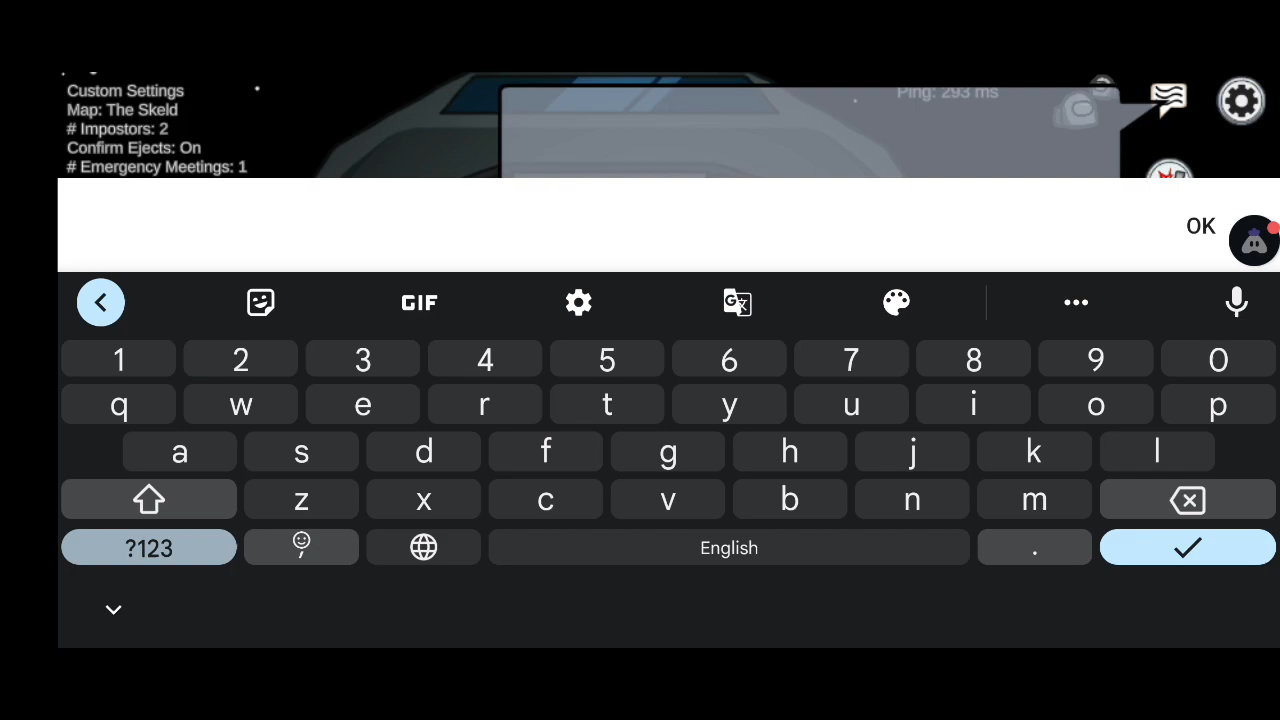 Custom Settings
Map: The Skeld
# Impostors: 2
Confirm Ejects: On
# Emergency Meetings: 1
Ping: 293 ms
OK
GIF
1 2 3 4 5 6 7 8 9 0
q w e r t y u i o p
a s d f g h j k l
z x c v b n m
?123 , English .